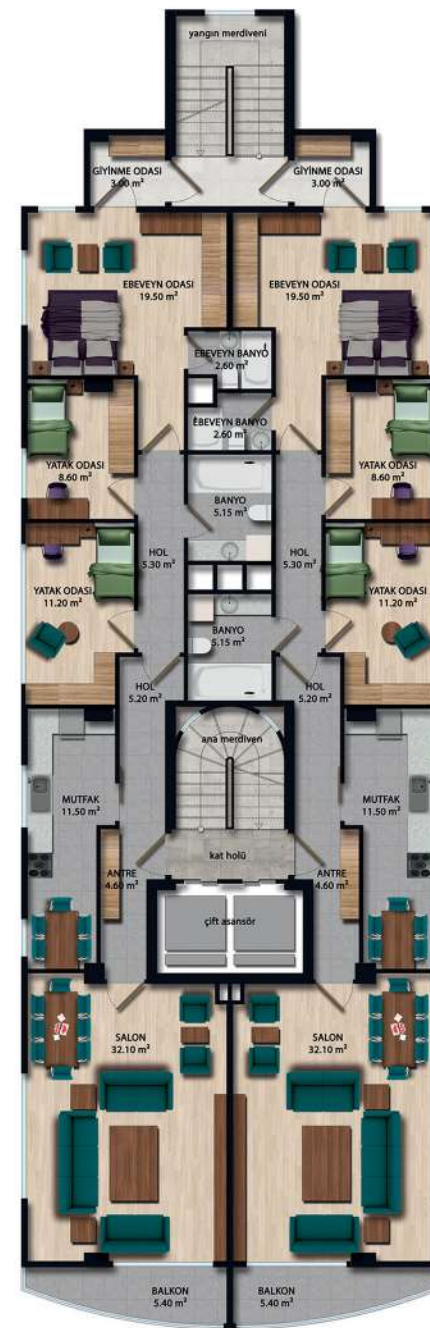 yangın merdiveni
GİYİNME ODASI
3.00 m²
GİYİNME ODASI
3.00 m²
EBEVEYN ODASI
19.50 m²
EBEVEYN ODASI
19.50 m²
EBEVEYN BANYO
2.60 m²
EBEVEYN BANYO
2.60 m²
YATAK ODASI
8.60 m²
YATAK ODASI
8.60 m²
BANYO
5.15 m²
HOL
5.30 m²
HOL
5.30 m²
YATAK ODASI
11.20 m²
YATAK ODASI
11.20 m²
BANYO
5.15 m²
HOL
5.20 m²
HOL
5.20 m²
ana merdiven
MUTFAK
11.50 m²
MUTFAK
11.50 m²
kat holü
ANTRE
4.60 m²
ANTRE
4.60 m²
çift asansör
SALON
32.10 m²
SALON
32.10 m²
BALKON
5.40 m²
BALKON
5.40 m²